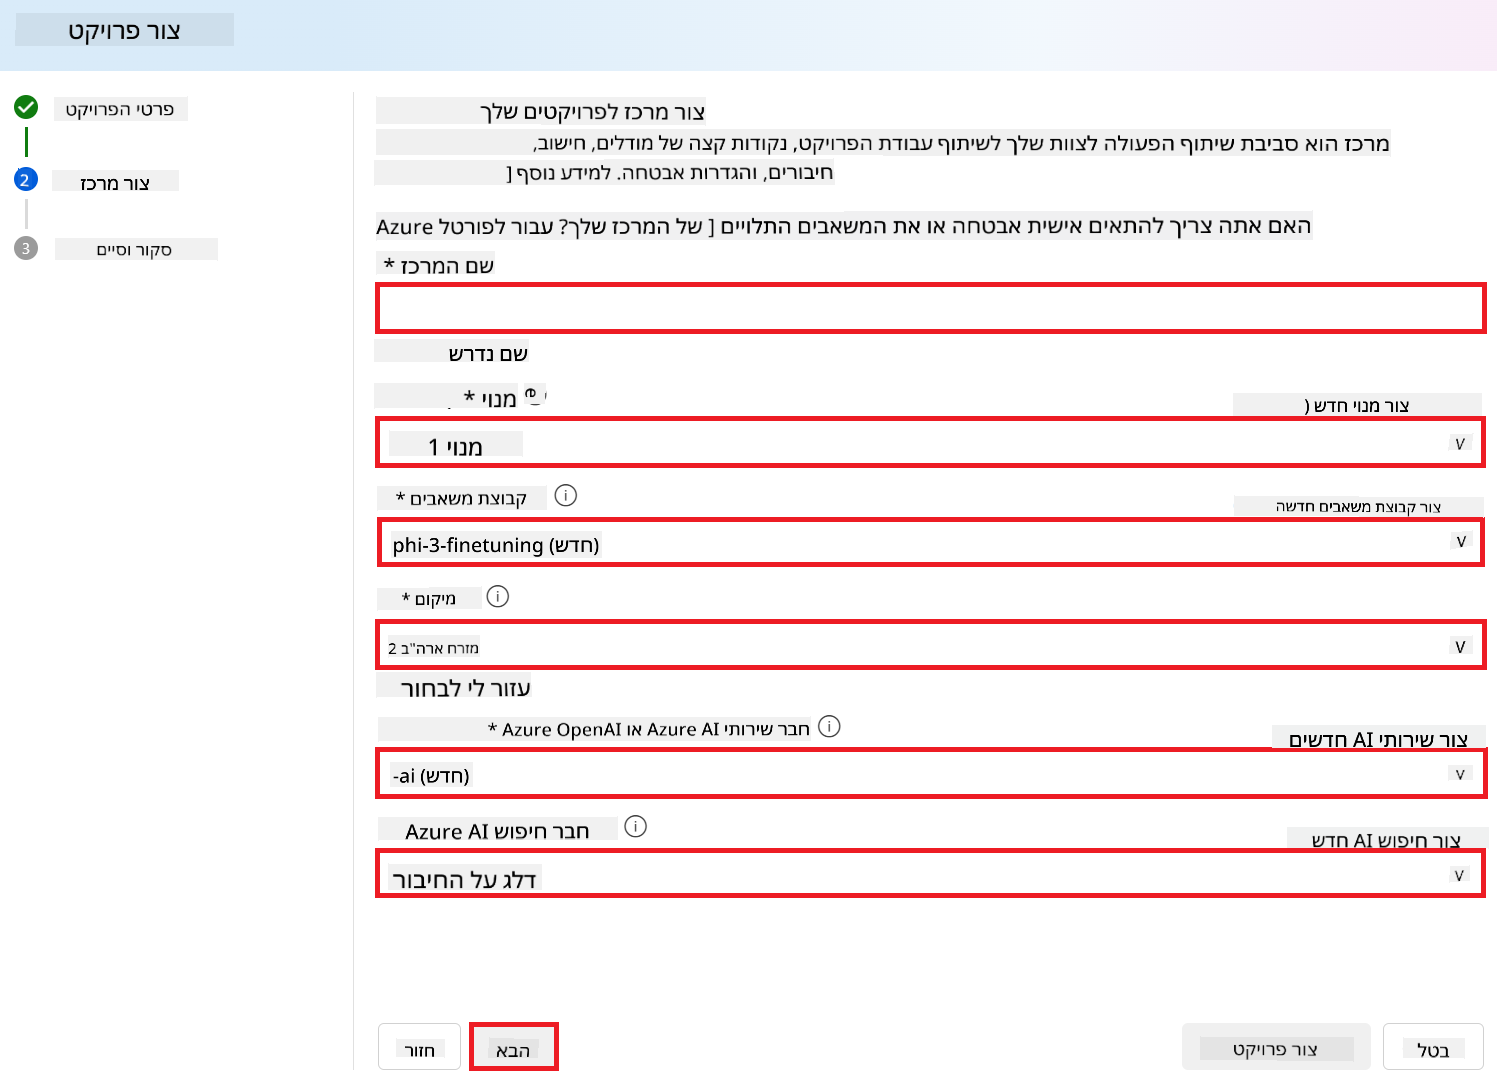 צור פרויקט
פרטי הפרויקט
2 צור מרכז
3 סקור וסיים
צור מרכז לפרויקטים שלך
מרכז הוא סביבת שיתוף הפעולה לצוות שלך לשיתוף עבודת הפרויקט, נקודות קצה של מודלים, חישוב,
חיבורים, והגדרות אבטחה. למידע נוסף [
האם אתה צריך להתאים אישית אבטחה או את המשאבים התלויים [ של המרכז שלך? עבור לפורטל Azure
שם המרכז *
שם נדרש
מנוי *
צור מנוי חדש (
מנוי 1
v
קבוצת משאבים *
צור קבוצת משאבים חדשה
phi-3-finetuning (חדש)
v
מיקום *
מזרח ארה"ב 2
v
עזור לי לבחור
חבר שירותי Azure AI או Azure OpenAI *
צור שירותי AI חדשים
-ai (חדש)
v
חבר חיפוש Azure AI
צור חיפוש AI חדש
דלג על החיבור
v
חזור
הבא
צור פרויקט
בטל